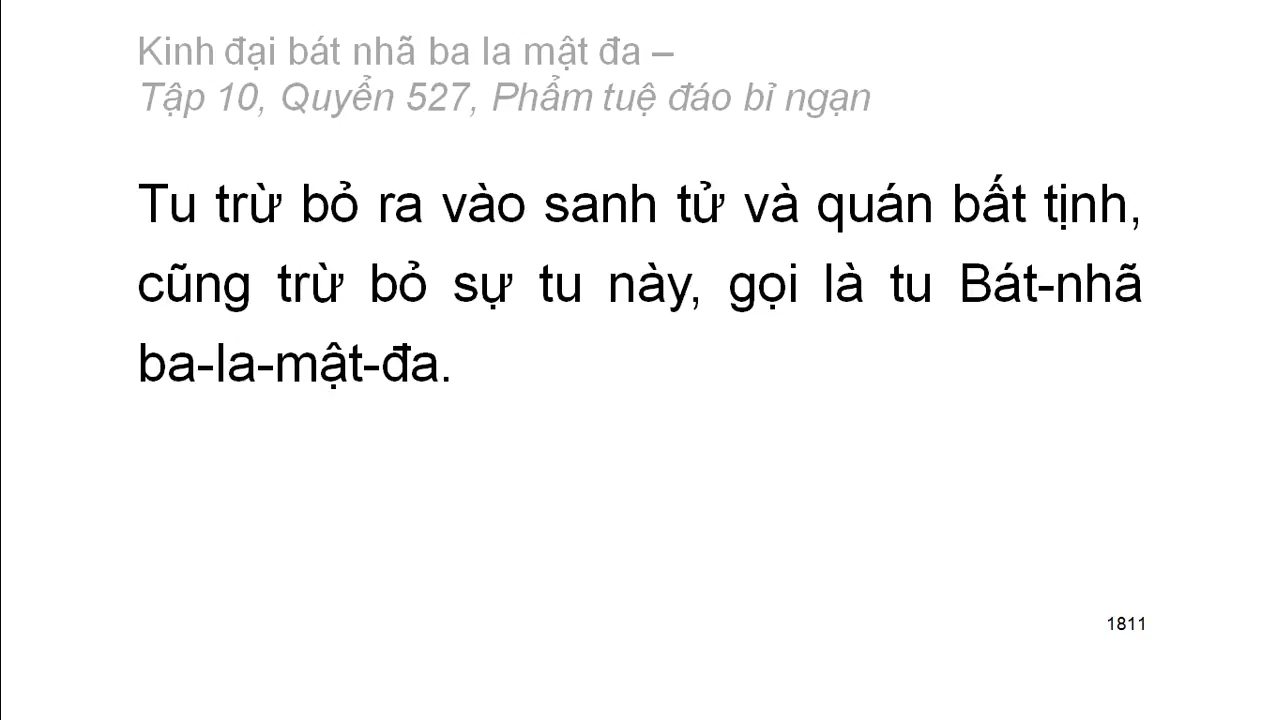 Kinh đại bát nhã ba la mật đa –
Tập 10, Quyển 527, Phẩm tuệ đáo bỉ ngạn
Tu trừ bỏ ra vào sanh tử và quán bất tịnh,
cũng trừ bỏ sự tu này, gọi là tu Bát-nhã
ba-la-mật-đa.
1811